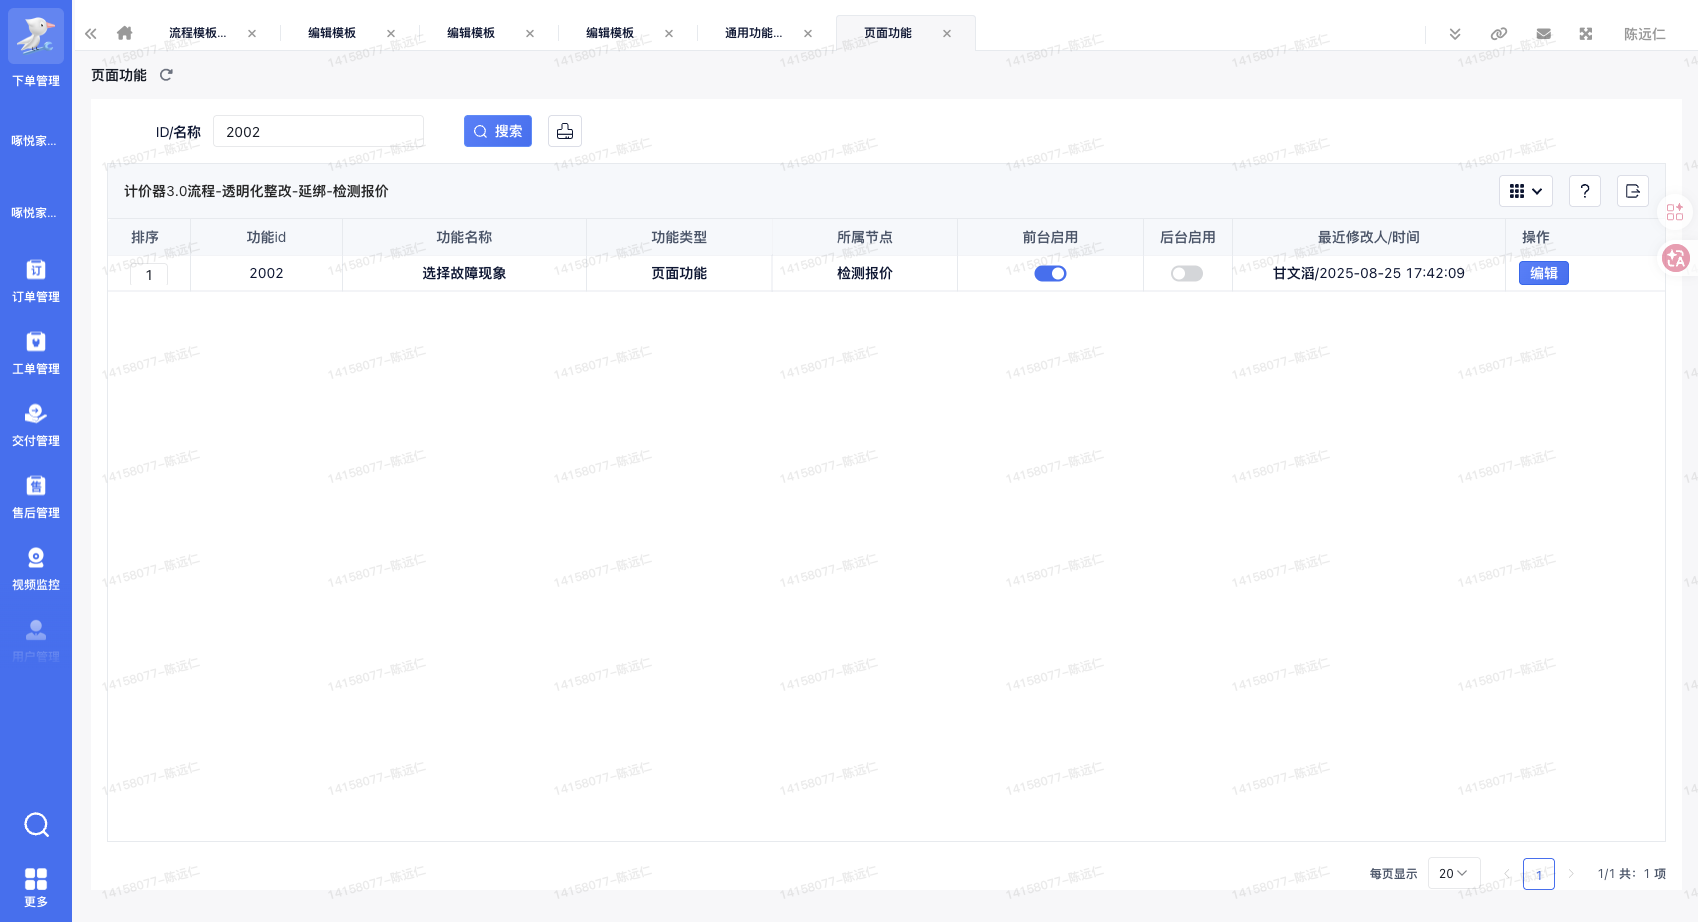 流程模板...
编辑模板
编辑模板
编辑模板
通用功能...
页面功能
陈远仁
下单管理
啄悦家...
啄悦家...
订
订单管理
工单管理
交付管理
售
售后管理
视频监控
用户管理
更多
页面功能
ID/名称 2002 搜索
计价器3.0流程-透明化整改-延绑-检测报价
?
排序 功能id 功能名称 功能类型 所属节点 前台启用 后台启用 最近修改人/时间 操作
1 2002 选择故障现象 页面功能 检测报价 甘文滔/2025-08-25 17:42:09 编辑
每页显示 20 1 1/1 共：1 项
14158077-陈远仁